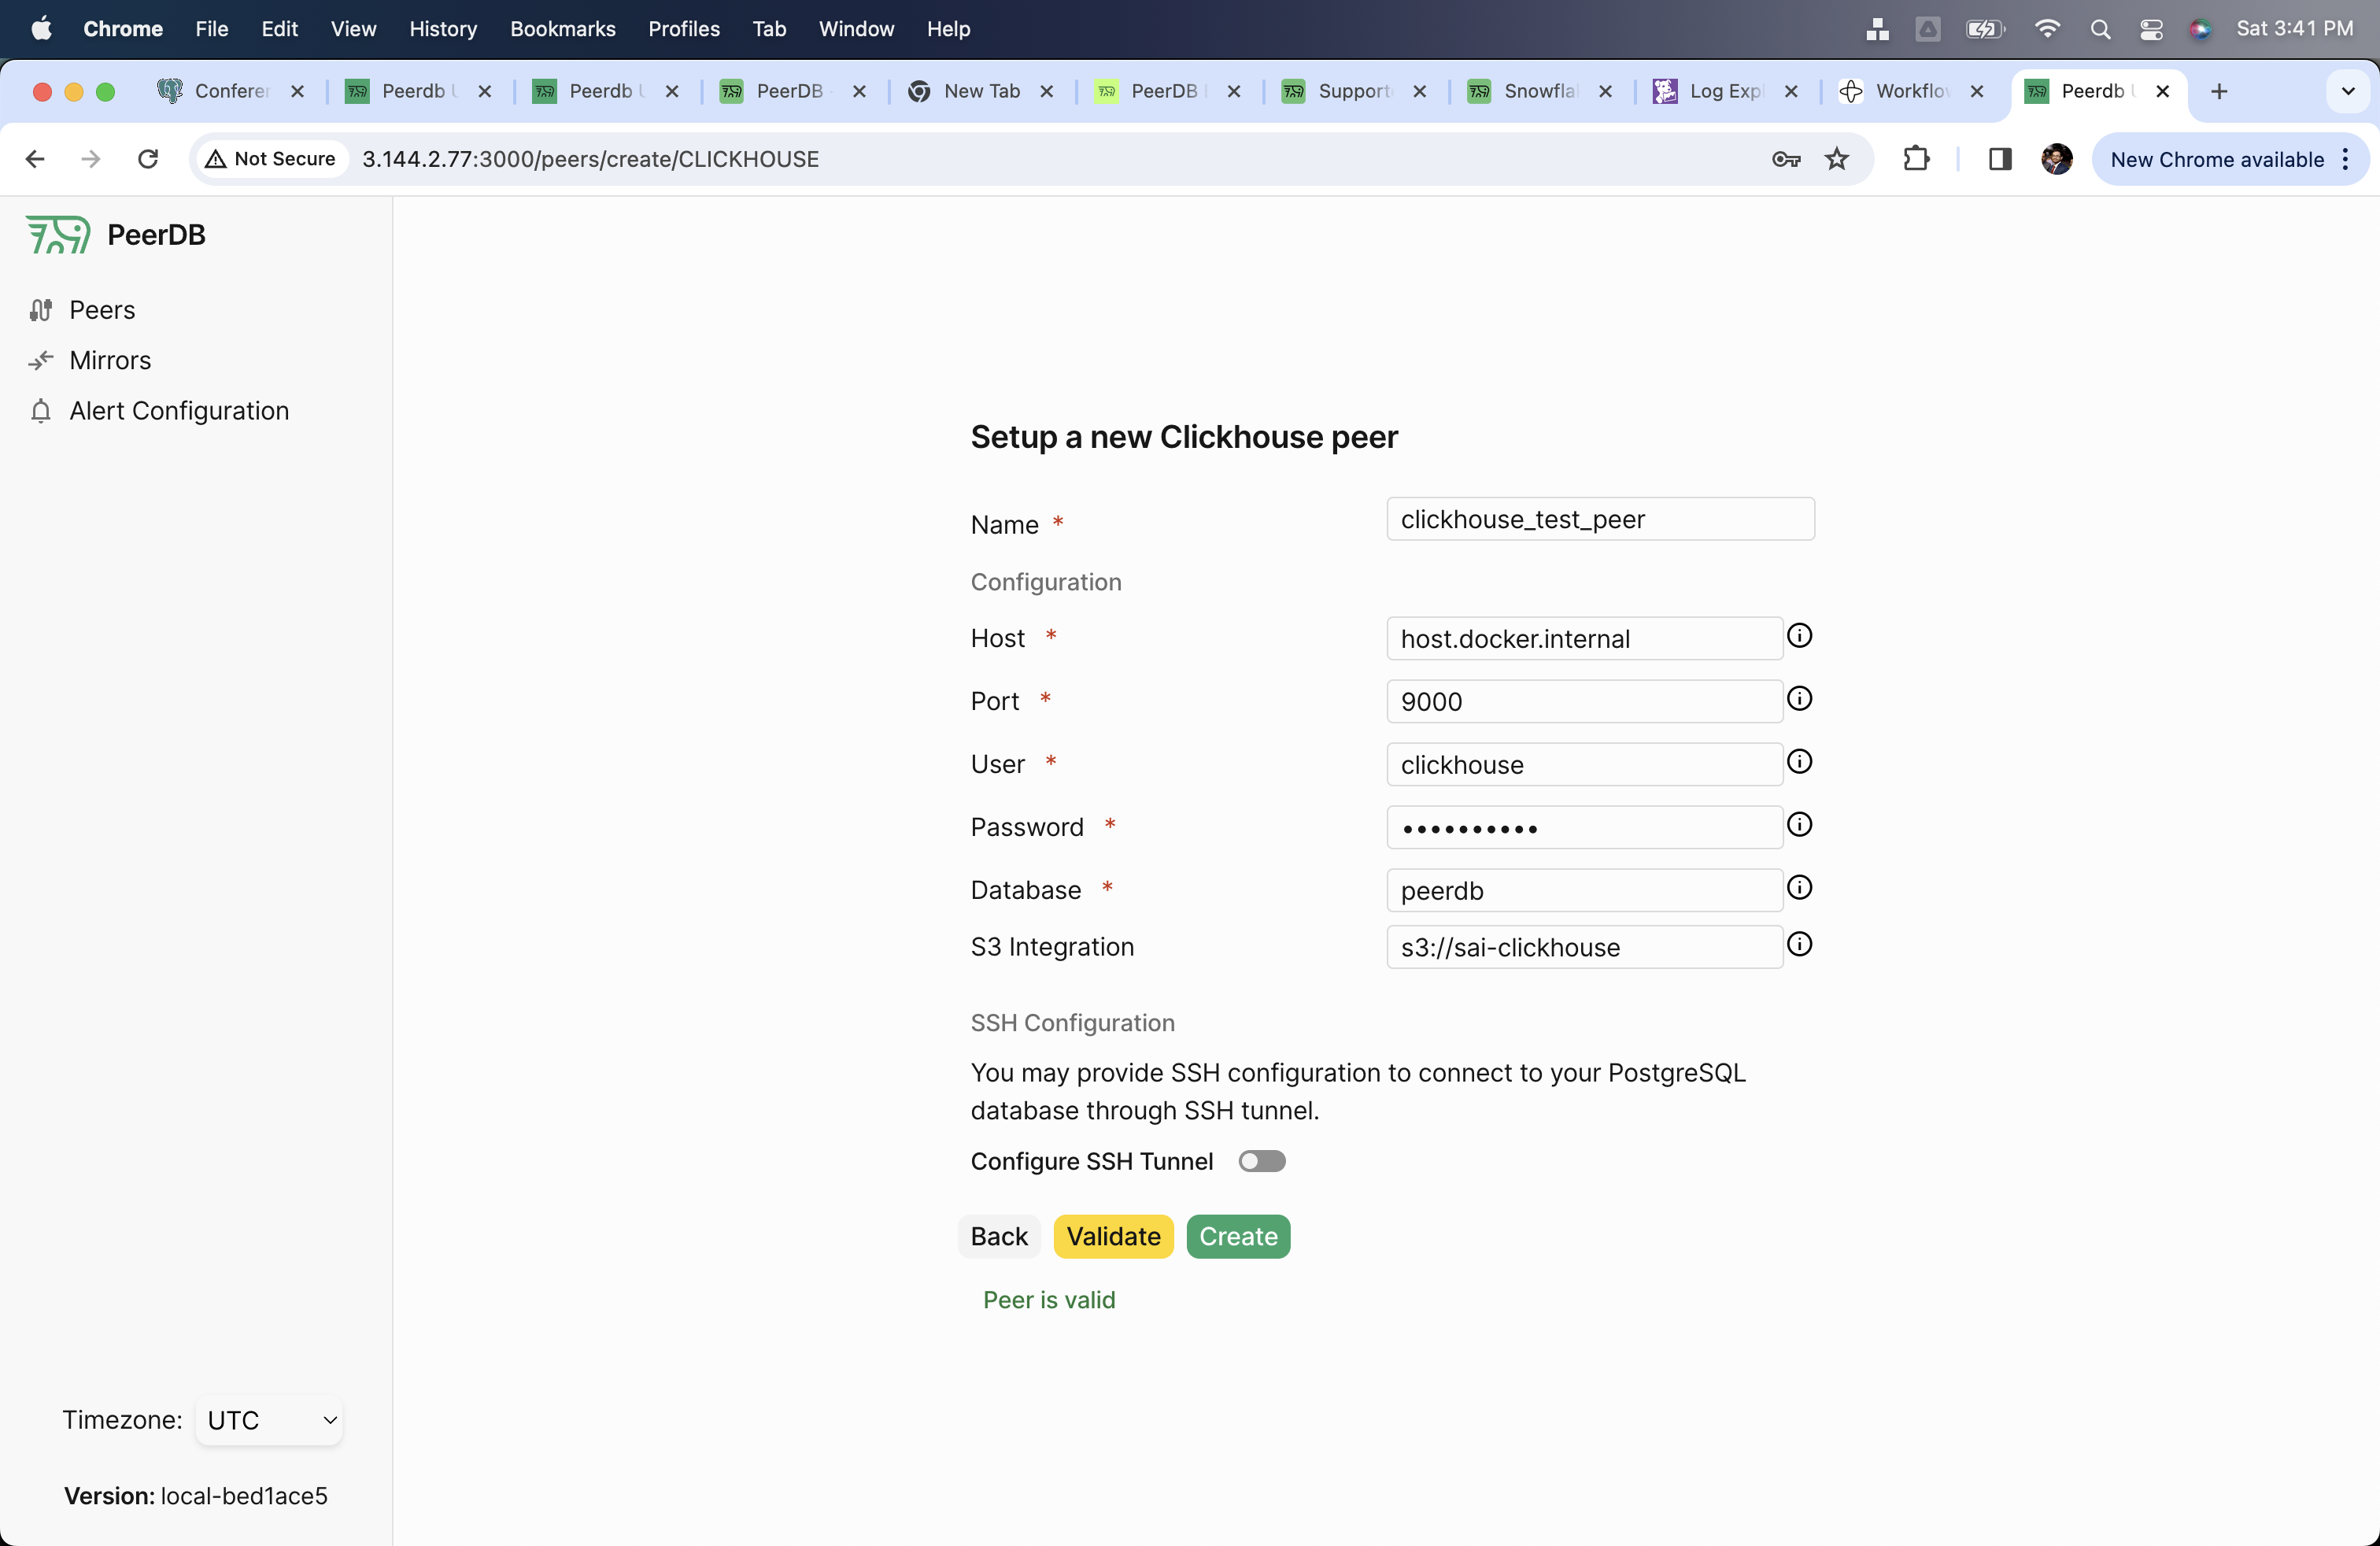 Chrome File Edit View History Bookmarks Profiles Tab Window Help Sat 3:41 PM
Conferen Peerdb U Peerdb U PeerDB - New Tab PeerDB Support Snowfla Log Exp Workflow Peerdb U
Not Secure 3.144.2.77:3000/peers/create/CLICKHOUSE New Chrome available
PeerDB
Peers
Mirrors
Alert Configuration
Setup a new Clickhouse peer
Name * clickhouse_test_peer
Configuration
Host * host.docker.internal
Port * 9000
User * clickhouse
Password * ••••••••••
Database * peerdb
S3 Integration s3://sai-clickhouse
SSH Configuration
You may provide SSH configuration to connect to your PostgreSQL
database through SSH tunnel.
Configure SSH Tunnel
Back Validate Create
Peer is valid
Timezone: UTC
Version: local-bed1ace5